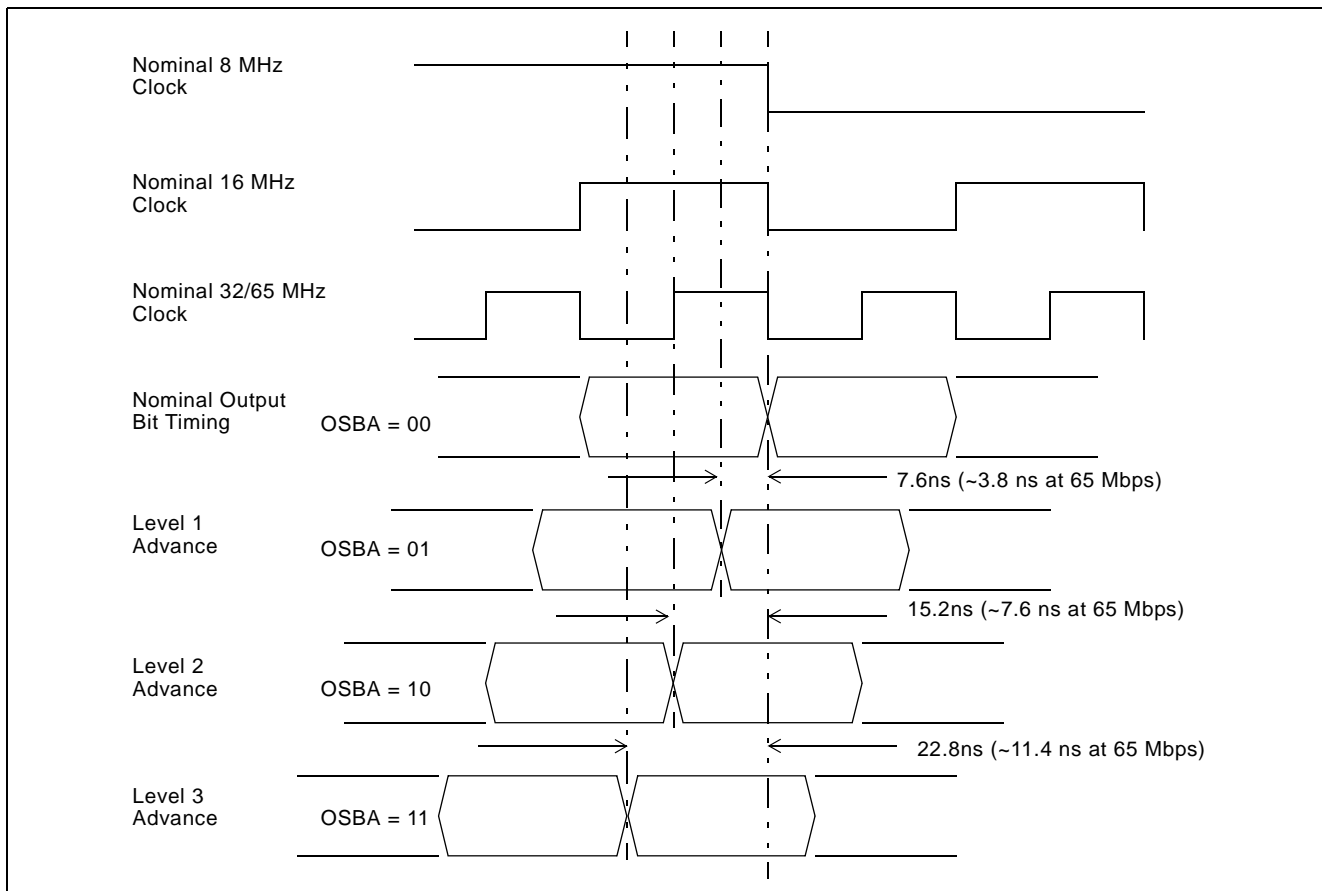 Nominal 8 MHz
Clock
Nominal 16 MHz
Clock
Nominal 32/65 MHz
Clock
Nominal Output
Bit Timing
OSBA = 00
7.6ns (~3.8 ns at 65 Mbps)
Level 1
Advance
OSBA = 01
15.2ns (~7.6 ns at 65 Mbps)
Level 2
Advance
OSBA = 10
22.8ns (~11.4 ns at 65 Mbps)
Level 3
Advance
OSBA = 11